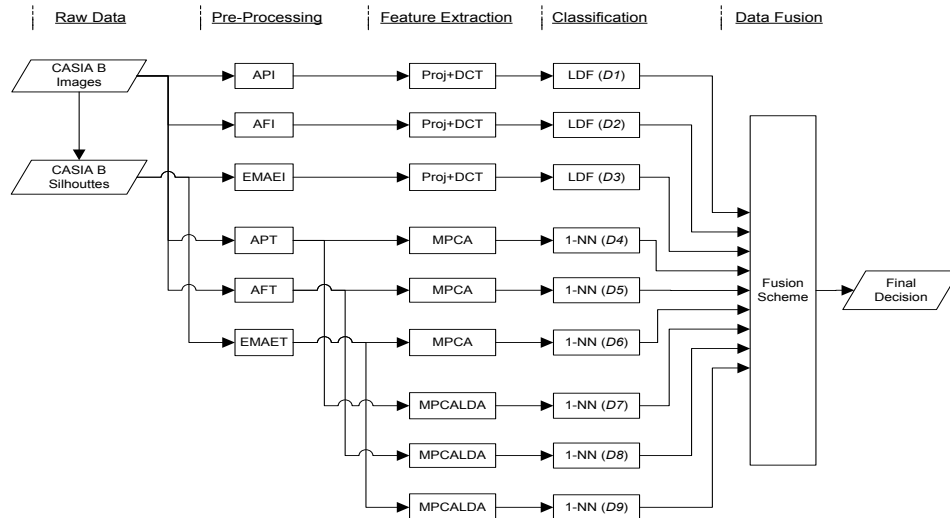 Raw Data Pre-Processing Feature Extraction Classification Data Fusion
CASIA B
Images
API Proj+DCT LDF (D1)
AFI Proj+DCT LDF (D2)
CASIA B
Silhouttes
EMAEI Proj+DCT LDF (D3)
APT MPCA 1-NN (D4)
AFT MPCA 1-NN (D5)
Fusion
Scheme
Final
Decision
EMAET MPCA 1-NN (D6)
MPCALDA 1-NN (D7)
MPCALDA 1-NN (D8)
MPCALDA 1-NN (D9)